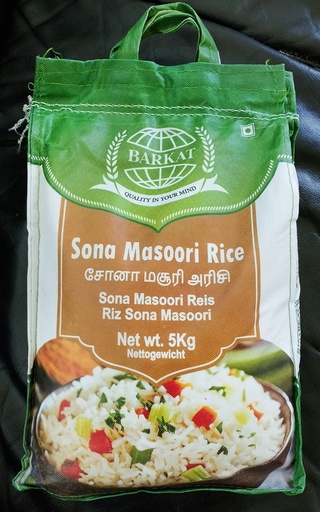 BARKAT
QUALITY IN YOUR MIND
Sona Masoori Rice
சோனா மசூரி அரிசி
Sona Masoori Reis
Riz Sona Masoori
Net wt. 5Kg
Nettogewicht